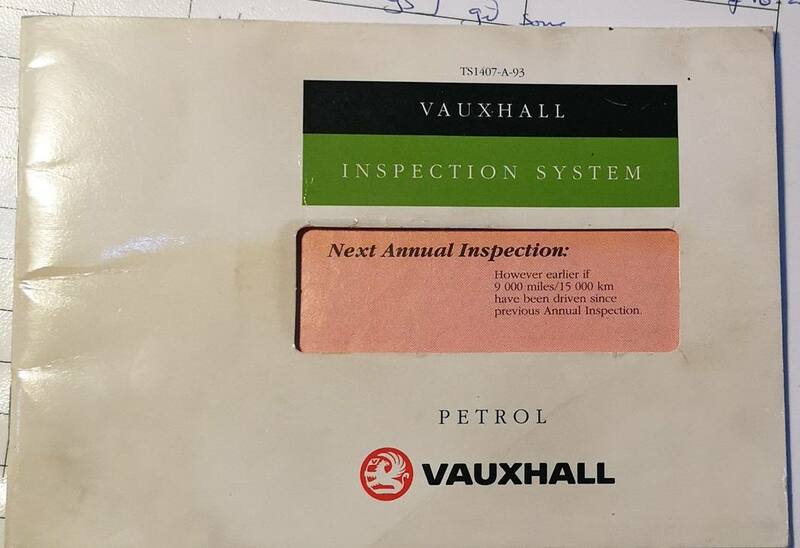 TS1407-A-93
VAUXHALL
INSPECTION SYSTEM
Next Annual Inspection:
However earlier if
9 000 miles/15 000 km
have been driven since
previous Annual Inspection.
PETROL
VAUXHALL